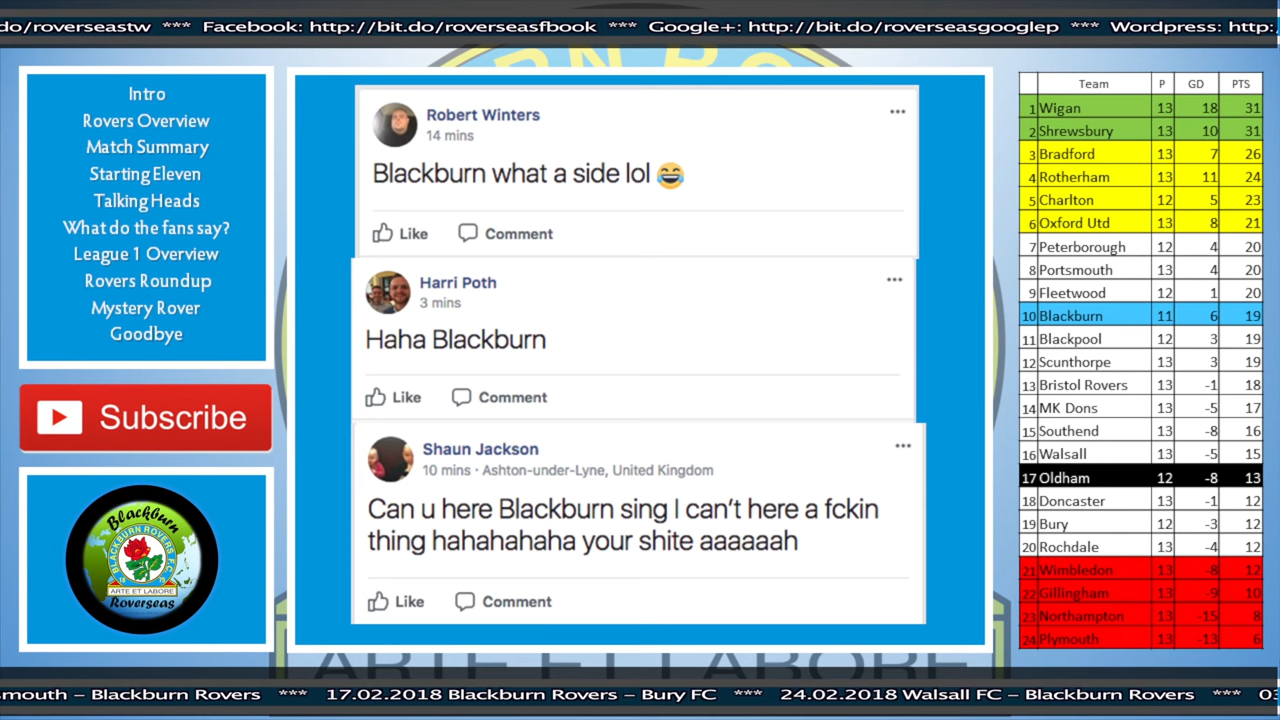 do/roverseastw *** Facebook: http://bit.do/roverseasfbook *** Google+: http://bit.do/roverseasgooglep *** Wordpress: http:
Intro
Rovers Overview
Match Summary
Starting Eleven
Talking Heads
What do the fans say?
League 1 Overview
Rovers Roundup
Mystery Rover
Goodbye
Subscribe
Blackburn
BLACKBURN ROVERS F.C.
1875
ARTE ET LABORE
Roverseas
Robert Winters
14 mins
Blackburn what a side lol 😂
Like Comment
Harri Poth
3 mins
Haha Blackburn
Like Comment
Shaun Jackson
10 mins · Ashton-under-Lyne, United Kingdom
Can u here Blackburn sing I can't here a fckin
thing hahahahaha your shite aaaaaah
Like Comment
Team P GD PTS
1 Wigan 13 18 31
2 Shrewsbury 13 10 31
3 Bradford 13 7 26
4 Rotherham 13 11 24
5 Charlton 12 5 23
6 Oxford Utd 13 8 21
7 Peterborough 12 4 20
8 Portsmouth 13 4 20
9 Fleetwood 12 1 20
10 Blackburn 11 6 19
11 Blackpool 12 3 19
12 Scunthorpe 13 3 19
13 Bristol Rovers 13 -1 18
14 MK Dons 13 -5 17
15 Southend 13 -8 16
16 Walsall 13 -5 15
17 Oldham 12 -8 13
18 Doncaster 13 -1 12
19 Bury 12 -3 12
20 Rochdale 13 -4 12
21 Wimbledon 13 -8 12
22 Gillingham 13 -9 10
23 Northampton 13 -15 8
24 Plymouth 13 -13 6
ARTE ET LABORE
smouth – Blackburn Rovers *** 17.02.2018 Blackburn Rovers – Bury FC *** 24.02.2018 Walsall FC – Blackburn Rovers *** 03